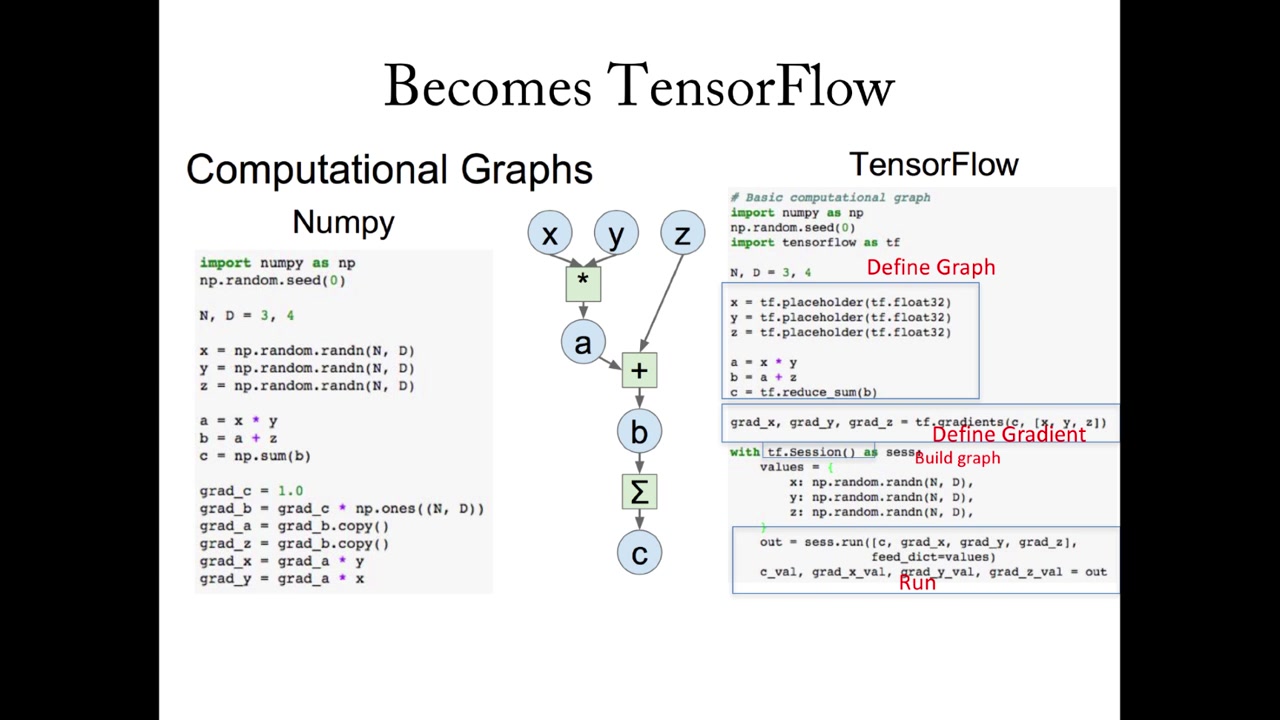 Becomes TensorFlow
Computational Graphs
Numpy
import numpy as np
np.random.seed(0)
N, D = 3, 4
x = np.random.randn(N, D)
y = np.random.randn(N, D)
z = np.random.randn(N, D)
a = x * y
b = a + z
c = np.sum(b)
grad_c = 1.0
grad_b = grad_c * np.ones((N, D))
grad_a = grad_b.copy()
grad_z = grad_b.copy()
grad_x = grad_a * y
grad_y = grad_a * x
x y z
*
a
+
b
Σ
c
TensorFlow
# Basic computational graph
import numpy as np
np.random.seed(0)
import tensorflow as tf
N, D = 3, 4
Define Graph
x = tf.placeholder(tf.float32)
y = tf.placeholder(tf.float32)
z = tf.placeholder(tf.float32)
a = x * y
b = a + z
c = tf.reduce_sum(b)
grad_x, grad_y, grad_z = tf.gradients(c, [x, y, z])
Define Gradient
with tf.Session() as sess:
Build graph
values = {
x: np.random.randn(N, D),
y: np.random.randn(N, D),
z: np.random.randn(N, D),
}
out = sess.run([c, grad_x, grad_y, grad_z],
feed_dict=values)
c_val, grad_x_val, grad_y_val, grad_z_val = out
Run